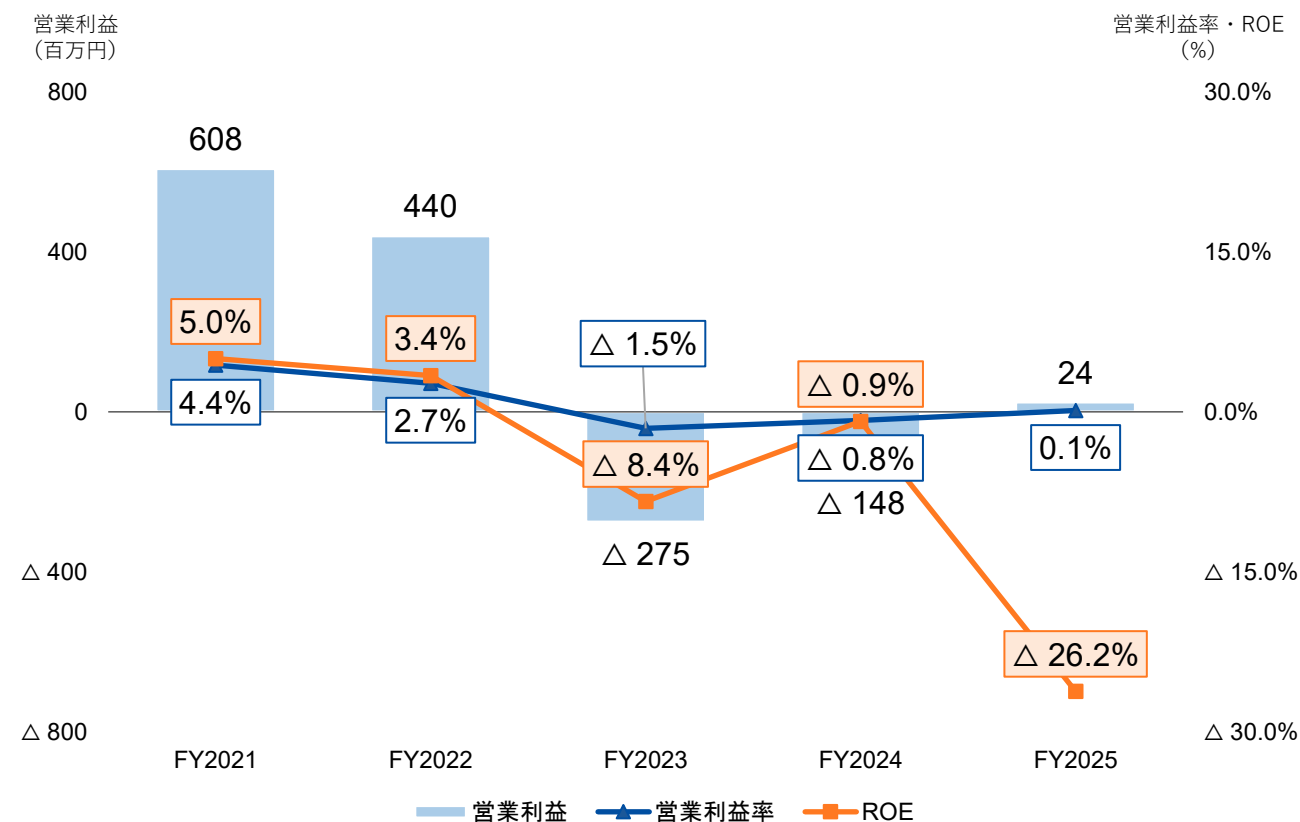 営業利益
（百万円）
営業利益率・ROE
（%）
800
30.0%
608
440
400
15.0%
5.0%
3.4%
△ 1.5%
△ 0.9%
24
4.4%
2.7%
0
0.0%
△ 8.4%
△ 0.8%
0.1%
△ 148
△ 275
△ 400
△ 15.0%
△ 26.2%
△ 800
△ 30.0%
FY2021
FY2022
FY2023
FY2024
FY2025
営業利益
営業利益率
ROE